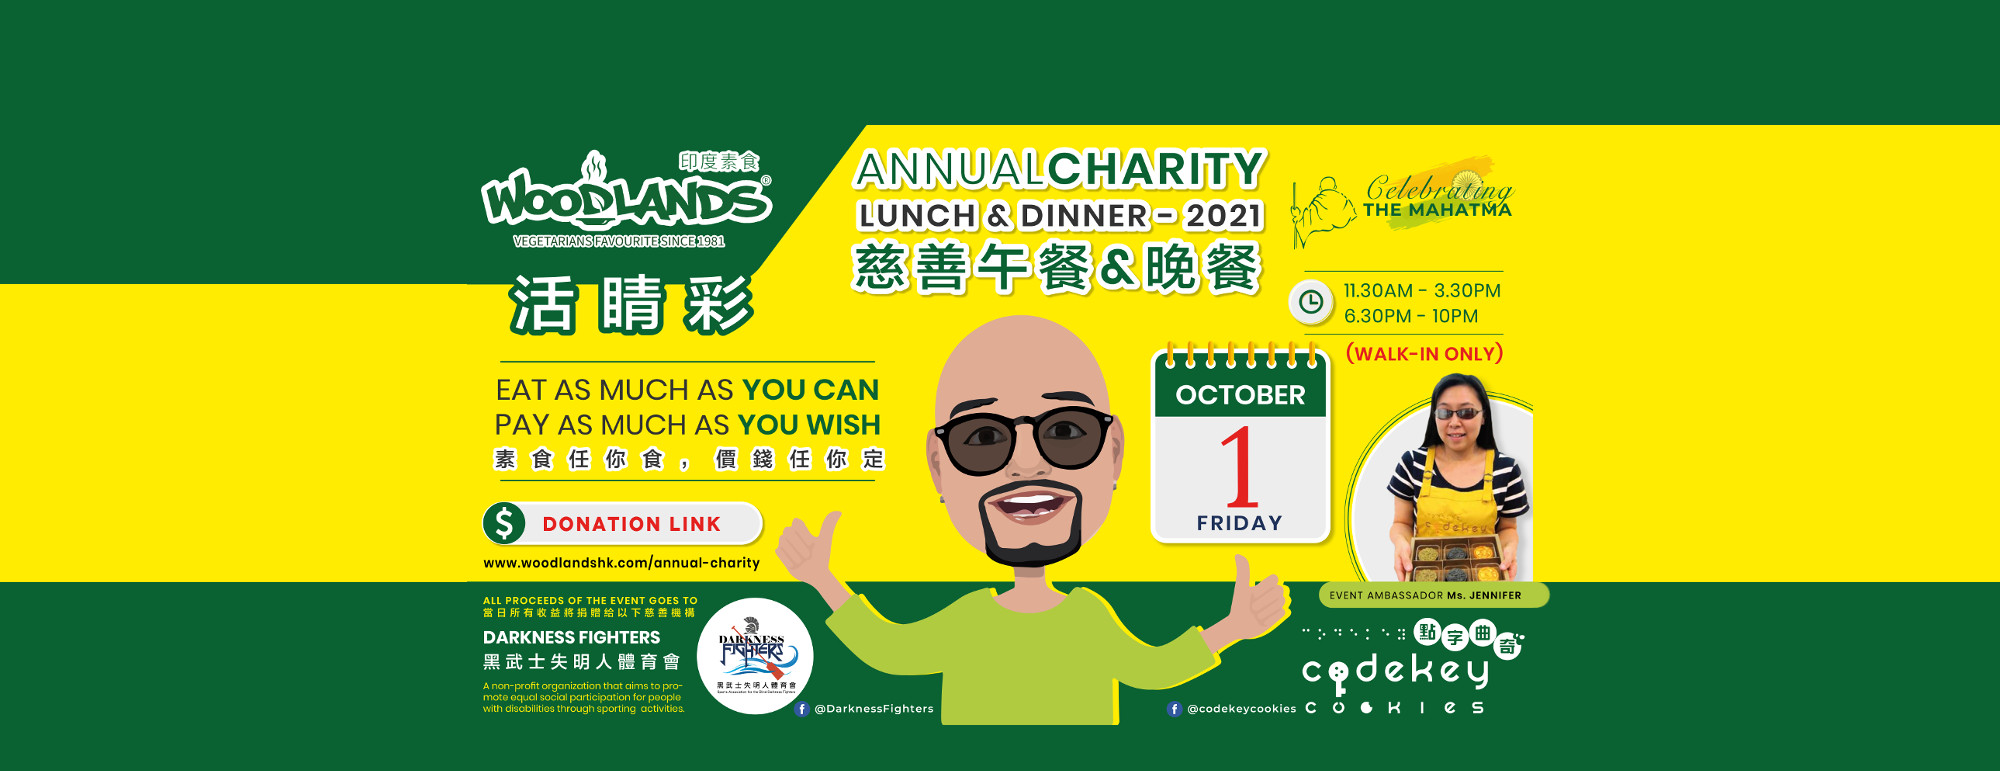 印度素食
WOODLANDS®
VEGETARIANS FAVOURITE SINCE 1981
活睛彩
EAT AS MUCH AS YOU CAN
PAY AS MUCH AS YOU WISH
素食任你食，價錢任你定
$ DONATION LINK
www.woodlandshk.com/annual-charity
ALL PROCEEDS OF THE EVENT GOES TO
當日所有收益將捐贈給以下慈善機構
DARKNESS FIGHTERS
黑武士失明人體育會
A non-profit organization that aims to pro-
mote equal social participation for people
with disabilities through sporting activities.
DARKNESS
FIGHTERS
黑武士失明人體育會
@DarknessFighters
ANNUALCHARITY
LUNCH & DINNER - 2021
慈善午餐&晚餐
OCTOBER
1
FRIDAY
Celebrating
THE MAHATMA
11.30AM - 3.30PM
6.30PM - 10PM
(WALK-IN ONLY)
codekey
EVENT AMBASSADOR Ms. JENNIFER
點字曲奇
codekey
COOKIES
@codekeycookies